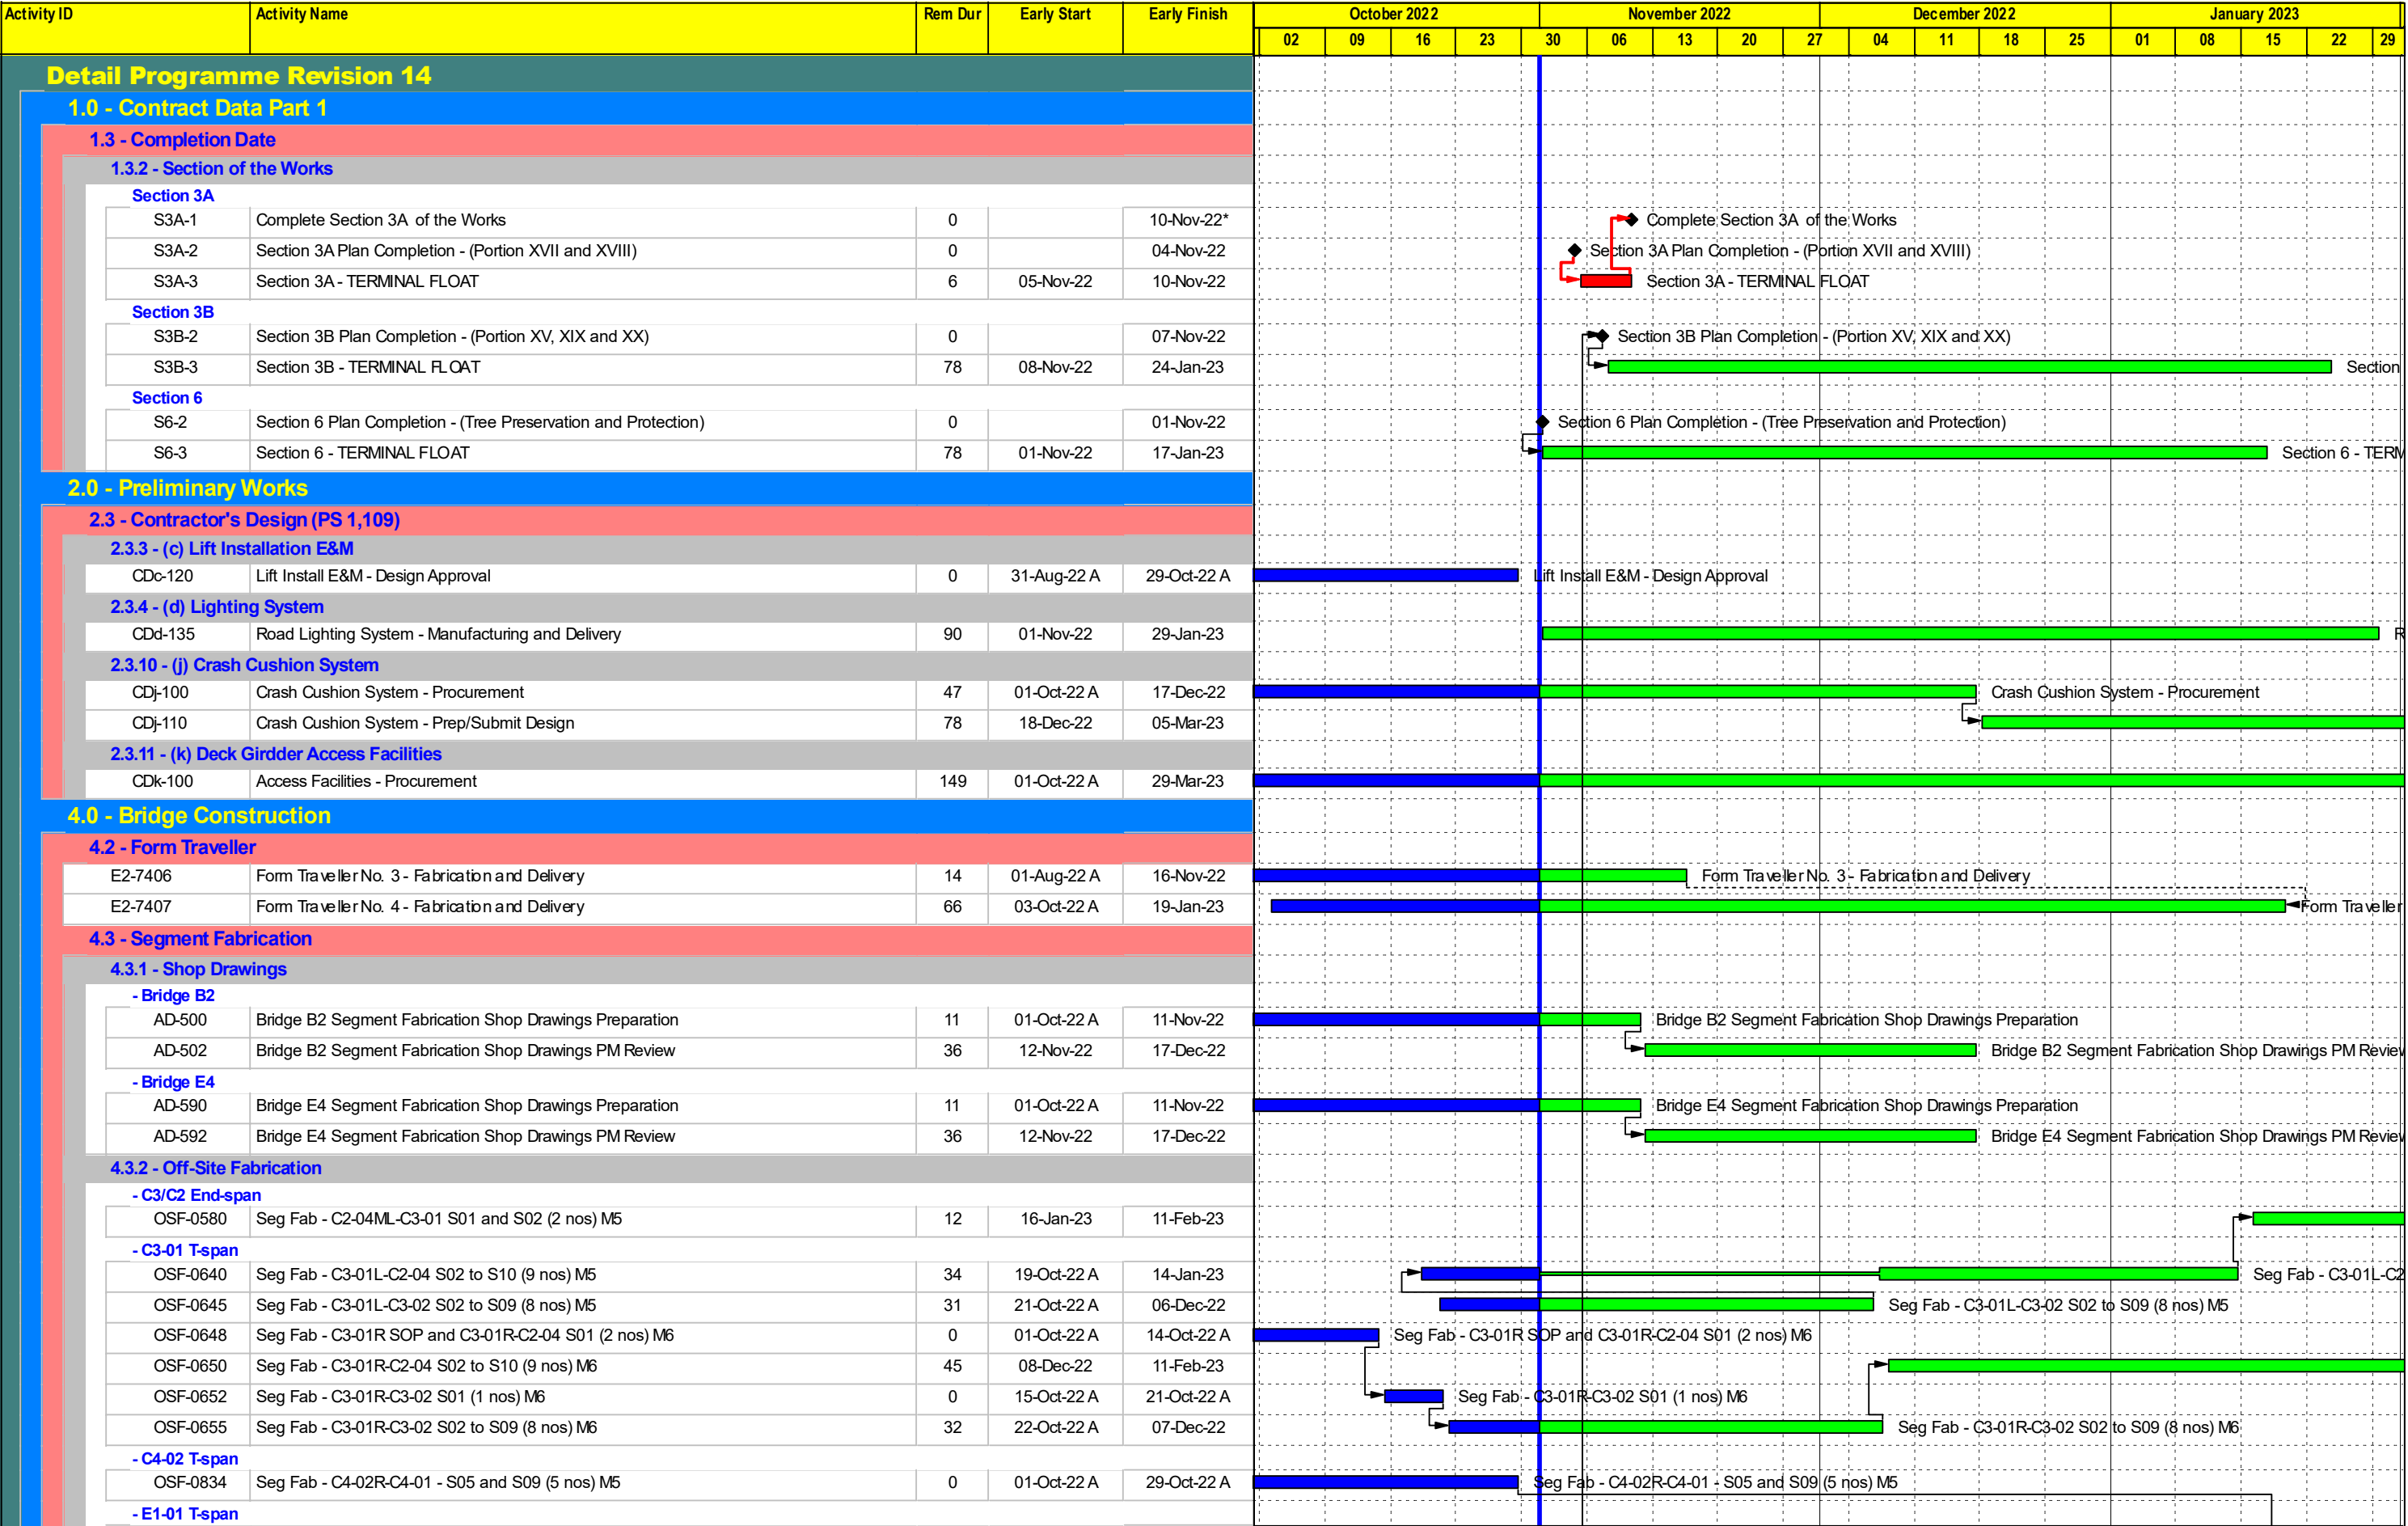 Activity ID Activity Name Rem Dur Early Start Early Finish October 2022 November 2022 December 2022 January 2023
02 09 16 23 30 06 13 20 27 04 11 18 25 01 08 15 22 29
Detail Programme Revision 14
1.0 - Contract Data Part 1
1.3 - Completion Date
1.3.2 - Section of the Works
Section 3A
S3A-1 Complete Section 3A of the Works 0 10-Nov-22* Complete Section 3A of the Works
S3A-2 Section 3A Plan Completion - (Portion XVII and XVIII) 0 04-Nov-22 Section 3A Plan Completion - (Portion XVII and XVIII)
S3A-3 Section 3A - TERMINAL FLOAT 6 05-Nov-22 10-Nov-22 Section 3A - TERMINAL FLOAT
Section 3B
S3B-2 Section 3B Plan Completion - (Portion XV, XIX and XX) 0 07-Nov-22 Section 3B Plan Completion - (Portion XV, XIX and XX)
S3B-3 Section 3B - TERMINAL FLOAT 78 08-Nov-22 24-Jan-23 Section
Section 6
S6-2 Section 6 Plan Completion - (Tree Preservation and Protection) 0 01-Nov-22 Section 6 Plan Completion - (Tree Preservation and Protection)
S6-3 Section 6 - TERMINAL FLOAT 78 01-Nov-22 17-Jan-23 Section 6 - TERM
2.0 - Preliminary Works
2.3 - Contractor's Design (PS 1,109)
2.3.3 - (c) Lift Installation E&M
CDc-120 Lift Install E&M - Design Approval 0 31-Aug-22 A 29-Oct-22 A Lift Install E&M - Design Approval
2.3.4 - (d) Lighting System
CDd-135 Road Lighting System - Manufacturing and Delivery 90 01-Nov-22 29-Jan-23 R
2.3.10 - (j) Crash Cushion System
CDj-100 Crash Cushion System - Procurement 47 01-Oct-22 A 17-Dec-22 Crash Cushion System - Procurement
CDj-110 Crash Cushion System - Prep/Submit Design 78 18-Dec-22 05-Mar-23
2.3.11 - (k) Deck Girdder Access Facilities
CDk-100 Access Facilities - Procurement 149 01-Oct-22 A 29-Mar-23
4.0 - Bridge Construction
4.2 - Form Traveller
E2-7406 Form Traveller No. 3 - Fabrication and Delivery 14 01-Aug-22 A 16-Nov-22 Form Traveller No. 3 - Fabrication and Delivery
E2-7407 Form Traveller No. 4 - Fabrication and Delivery 66 03-Oct-22 A 19-Jan-23 Form Traveller
4.3 - Segment Fabrication
4.3.1 - Shop Drawings
- Bridge B2
AD-500 Bridge B2 Segment Fabrication Shop Drawings Preparation 11 01-Oct-22 A 11-Nov-22 Bridge B2 Segment Fabrication Shop Drawings Preparation
AD-502 Bridge B2 Segment Fabrication Shop Drawings PM Review 36 12-Nov-22 17-Dec-22 Bridge B2 Segment Fabrication Shop Drawings PM Review
- Bridge E4
AD-590 Bridge E4 Segment Fabrication Shop Drawings Preparation 11 01-Oct-22 A 11-Nov-22 Bridge E4 Segment Fabrication Shop Drawings Preparation
AD-592 Bridge E4 Segment Fabrication Shop Drawings PM Review 36 12-Nov-22 17-Dec-22 Bridge E4 Segment Fabrication Shop Drawings PM Review
4.3.2 - Off-Site Fabrication
- C3/C2 End-span
OSF-0580 Seg Fab - C2-04ML-C3-01 S01 and S02 (2 nos) M5 12 16-Jan-23 11-Feb-23
- C3-01 T-span
OSF-0640 Seg Fab - C3-01L-C2-04 S02 to S10 (9 nos) M5 34 19-Oct-22 A 14-Jan-23 Seg Fab - C3-01L-C2
OSF-0645 Seg Fab - C3-01L-C3-02 S02 to S09 (8 nos) M5 31 21-Oct-22 A 06-Dec-22 Seg Fab - C3-01L-C3-02 S02 to S09 (8 nos) M5
OSF-0648 Seg Fab - C3-01R SOP and C3-01R-C2-04 S01 (2 nos) M6 0 01-Oct-22 A 14-Oct-22 A Seg Fab - C3-01R SOP and C3-01R-C2-04 S01 (2 nos) M6
OSF-0650 Seg Fab - C3-01R-C2-04 S02 to S10 (9 nos) M6 45 08-Dec-22 11-Feb-23
OSF-0652 Seg Fab - C3-01R-C3-02 S01 (1 nos) M6 0 15-Oct-22 A 21-Oct-22 A Seg Fab - C3-01R-C3-02 S01 (1 nos) M6
OSF-0655 Seg Fab - C3-01R-C3-02 S02 to S09 (8 nos) M6 32 22-Oct-22 A 07-Dec-22 Seg Fab - C3-01R-C3-02 S02 to S09 (8 nos) M6
- C4-02 T-span
OSF-0834 Seg Fab - C4-02R-C4-01 - S05 and S09 (5 nos) M5 0 01-Oct-22 A 29-Oct-22 A Seg Fab - C4-02R-C4-01 - S05 and S09 (5 nos) M5
- E1-01 T-span